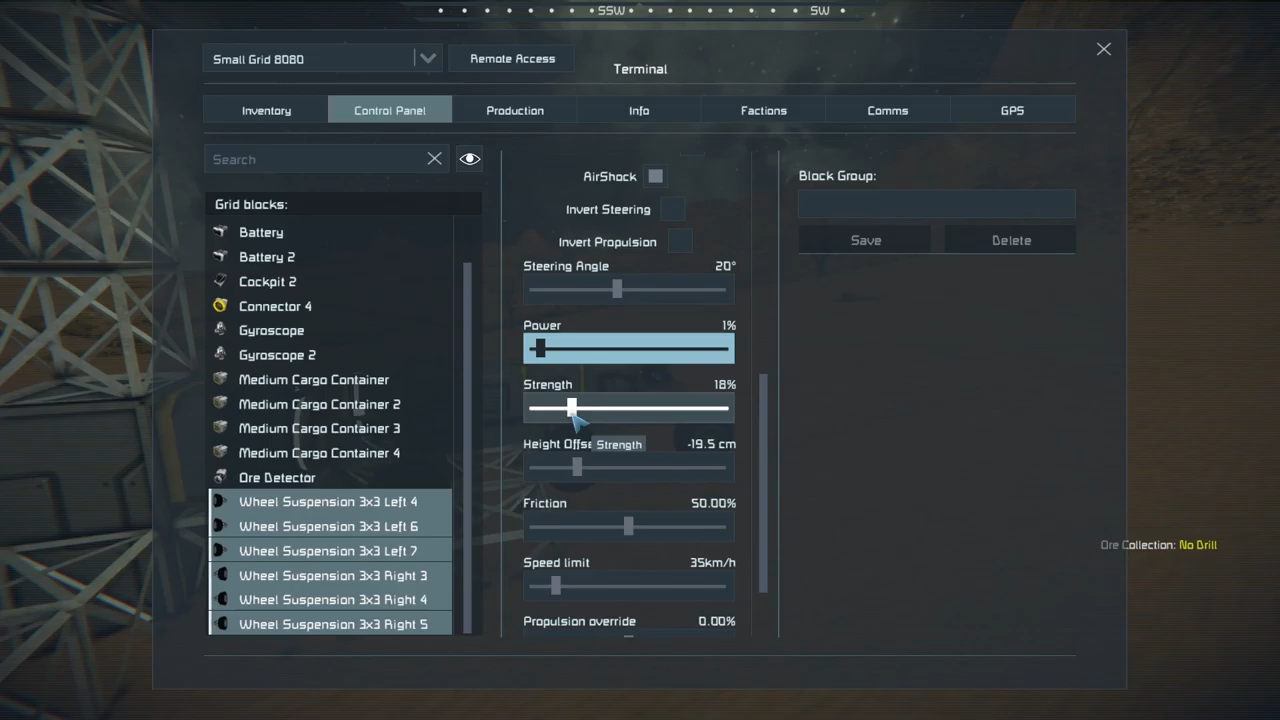 SSW SW
Small Grid 8080
Remote Access
Terminal
Inventory
Control Panel
Production
Info
Factions
Comms
GPS
Search
Grid blocks:
Battery
Battery 2
Cockpit 2
Connector 4
Gyroscope
Gyroscope 2
Medium Cargo Container
Medium Cargo Container 2
Medium Cargo Container 3
Medium Cargo Container 4
Ore Detector
Wheel Suspension 3x3 Left 4
Wheel Suspension 3x3 Left 6
Wheel Suspension 3x3 Left 7
Wheel Suspension 3x3 Right 3
Wheel Suspension 3x3 Right 4
Wheel Suspension 3x3 Right 5
AirShock
Invert Steering
Invert Propulsion
Steering Angle 20°
Power 1%
Strength 18%
Height Offse -19.5 cm
Strength
Friction 50.00%
Speed limit 35km/h
Propulsion override 0.00%
Block Group:
Save
Delete
Ore Collection: No Drill